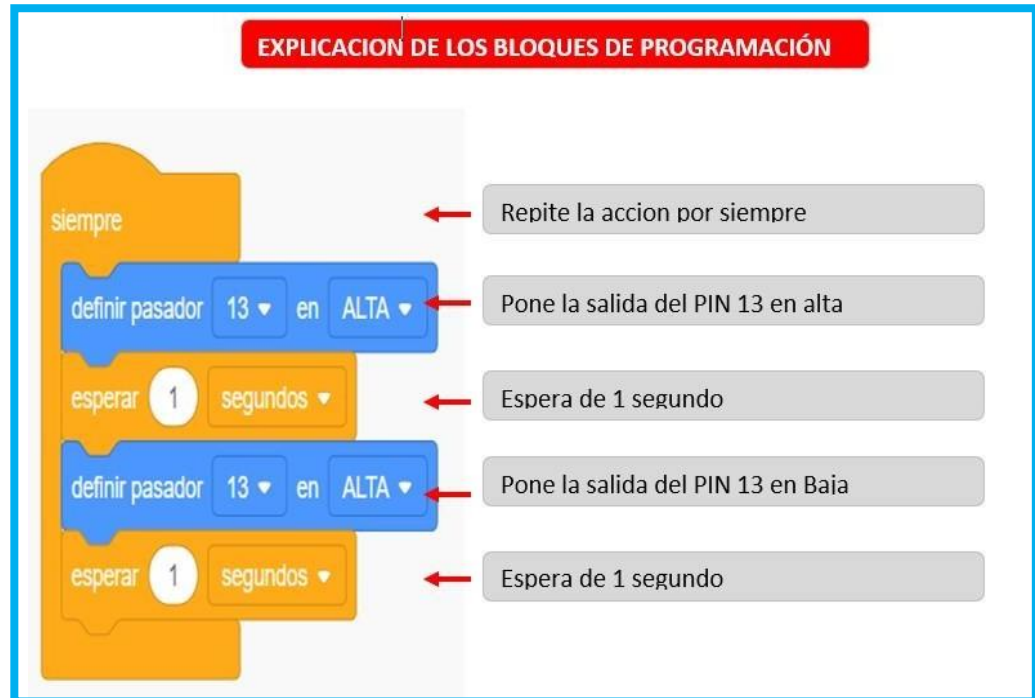 EXPLICACION DE LOS BLOQUES DE PROGRAMACIÓN
siempre
Repite la accion por siempre
definir pasador 13 en ALTA
Pone la salida del PIN 13 en alta
esperar 1 segundos
Espera de 1 segundo
definir pasador 13 en ALTA
Pone la salida del PIN 13 en Baja
esperar 1 segundos
Espera de 1 segundo